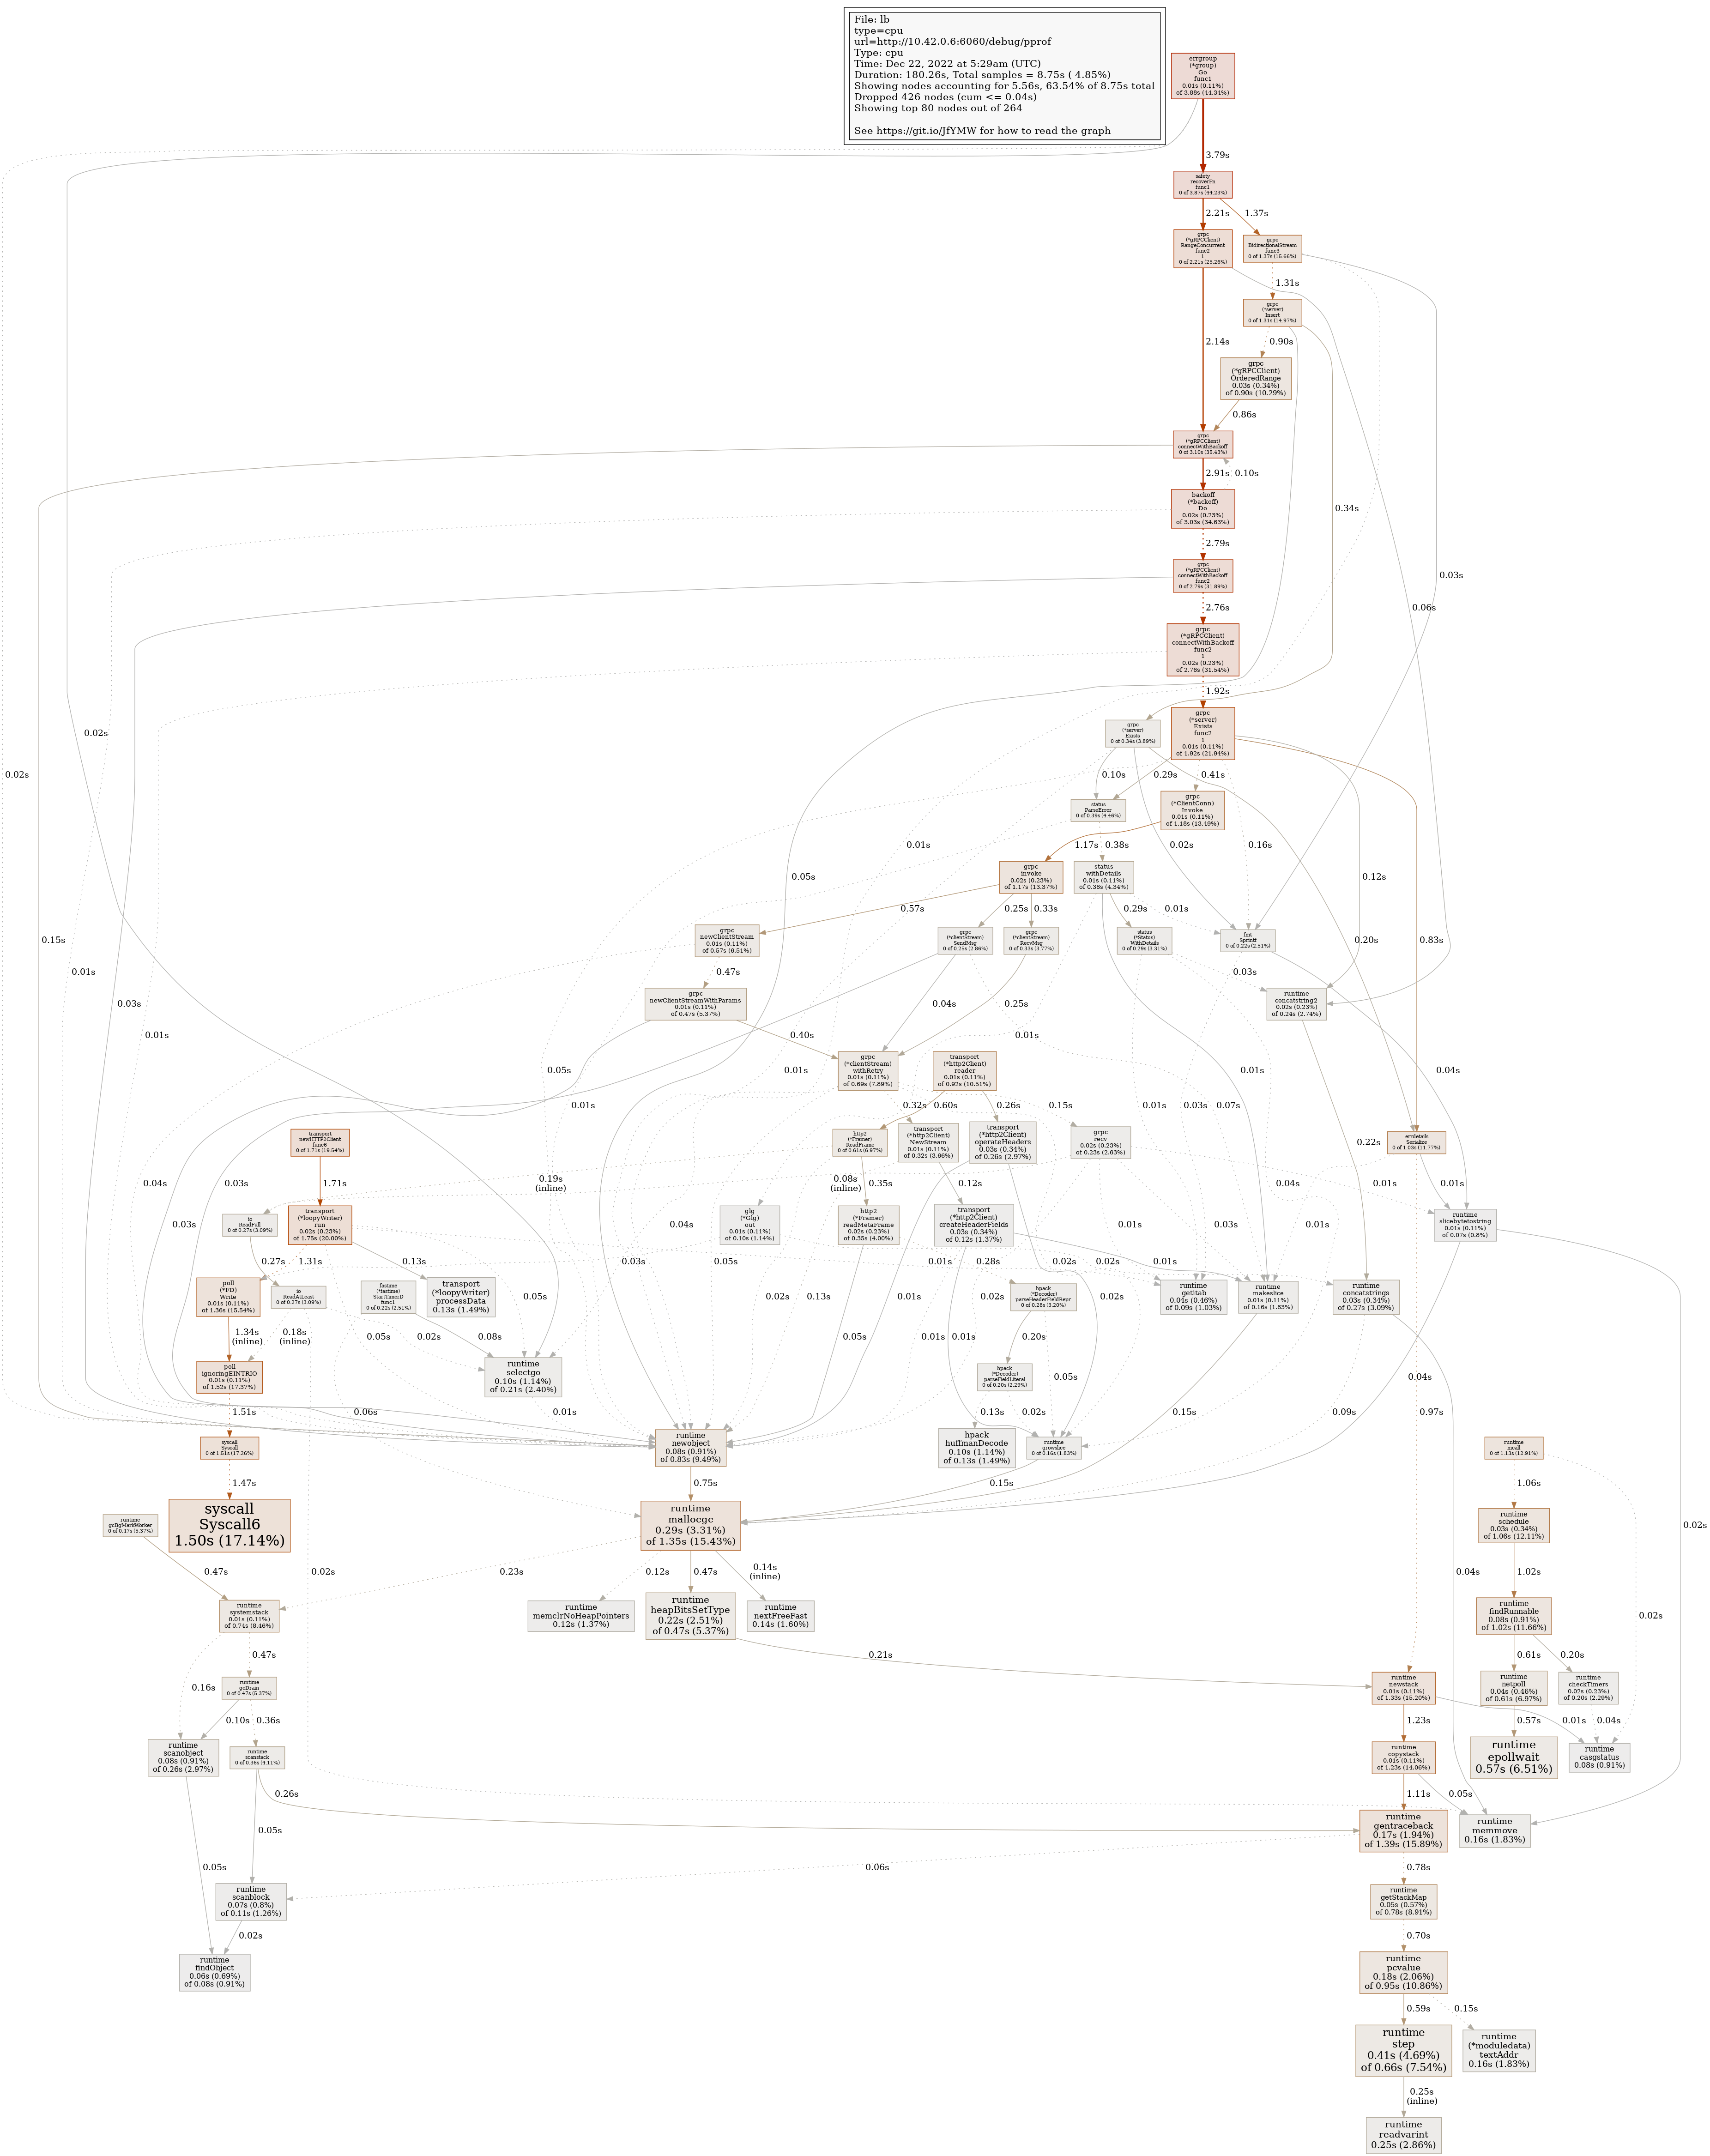 File: lb
type=cpu
url=http://10.42.0.6:6060/debug/pprof
Type: cpu
Time: Dec 22, 2022 at 5:29am (UTC)
Duration: 180.26s, Total samples = 8.75s ( 4.85%)
Showing nodes accounting for 5.56s, 63.54% of 8.75s total
Dropped 426 nodes (cum <= 0.04s)
Showing top 80 nodes out of 264
See https://git.io/JfYMW for how to read the graph
errgroup
(*group)
Go
func1
0.01s (0.11%)
of 3.88s (44.34%)
3.79s
safety
recoverFn
func1
0 of 3.87s (44.23%)
2.21s
1.37s
grpc
(*gRPCClient)
RangeConcurrent
func2
1
0 of 2.21s (25.26%)
grpc
BidirectionalStream
func3
0 of 1.37s (15.66%)
1.31s
grpc
(*server)
Insert
0 of 1.31s (14.97%)
2.14s
0.90s
grpc
(*gRPCClient)
OrderedRange
0.03s (0.34%)
of 0.90s (10.29%)
0.86s
grpc
(*gRPCClient)
connectWithBackoff
0 of 3.10s (35.43%)
2.91s
0.10s
backoff
(*backoff)
Do
0.02s (0.23%)
of 3.03s (34.63%)
0.34s
2.79s
grpc
(*gRPCClient)
connectWithBackoff
func2
0 of 2.79s (31.89%)
0.03s
2.76s
0.06s
grpc
(*gRPCClient)
connectWithBackoff
func2
1
0.02s (0.23%)
of 2.76s (31.54%)
1.92s
0.02s
0.02s
grpc
(*server)
Exists
0 of 0.34s (3.89%)
grpc
(*server)
Exists
func2
1
0.01s (0.11%)
of 1.92s (21.94%)
0.10s
0.29s
0.41s
status
ParseError
0 of 0.39s (4.46%)
grpc
(*ClientConn)
Invoke
0.01s (0.11%)
of 1.18s (13.49%)
0.01s
1.17s
0.38s
0.02s
0.16s
0.05s
0.12s
grpc
invoke
0.02s (0.23%)
of 1.17s (13.37%)
status
withDetails
0.01s (0.11%)
of 0.38s (4.34%)
0.57s
0.25s
0.33s
0.29s
0.01s
0.15s
grpc
newClientStream
0.01s (0.11%)
of 0.57s (6.51%)
grpc
(*clientStream)
SendMsg
0 of 0.25s (2.86%)
grpc
(*clientStream)
RecvMsg
0 of 0.33s (3.77%)
status
(*Status)
WithDetails
0 of 0.29s (3.31%)
fmt
Sprintf
0 of 0.22s (2.51%)
0.20s
0.83s
0.01s
0.47s
0.03s
0.03s
grpc
newClientStreamWithParams
0.01s (0.11%)
of 0.47s (5.37%)
0.04s
0.25s
runtime
concatstring2
0.02s (0.23%)
of 0.24s (2.74%)
0.01s
0.40s
0.01s
grpc
(*clientStream)
withRetry
0.01s (0.11%)
of 0.69s (7.89%)
transport
(*http2Client)
reader
0.01s (0.11%)
of 0.92s (10.51%)
0.05s
0.01s
0.01s
0.04s
0.01s
0.01s
0.03s
0.07s
0.32s
0.60s
0.26s
0.15s
transport
newHTTP2Client
func6
0 of 1.71s (19.54%)
http2
(*Framer)
ReadFrame
0 of 0.61s (6.97%)
transport
(*http2Client)
NewStream
0.01s (0.11%)
of 0.32s (3.66%)
transport
(*http2Client)
operateHeaders
0.03s (0.34%)
of 0.26s (2.97%)
grpc
recv
0.02s (0.23%)
of 0.23s (2.63%)
0.22s
errdetails
Serialize
0 of 1.03s (11.77%)
0.04s
0.03s
1.71s
0.19s
(inline)
0.08s
(inline)
0.35s
0.12s
0.04s
0.01s
0.01s
0.03s
io
ReadFull
0 of 0.27s (3.09%)
transport
(*loopyWriter)
run
0.02s (0.23%)
of 1.75s (20.00%)
glg
(*Glg)
out
0.01s (0.11%)
of 0.10s (1.14%)
http2
(*Framer)
readMetaFrame
0.02s (0.23%)
of 0.35s (4.00%)
transport
(*http2Client)
createHeaderFields
0.03s (0.34%)
of 0.12s (1.37%)
runtime
slicebytetostring
0.01s (0.11%)
of 0.07s (0.8%)
0.04s
0.01s
0.03s
0.01s
0.27s
1.31s
0.13s
0.03s
0.05s
0.01s
0.28s
0.02s
0.02s
0.01s
poll
(*FD)
Write
0.01s (0.11%)
of 1.36s (15.54%)
io
ReadAtLeast
0 of 0.27s (3.09%)
fastime
(*fastime)
StartTimerD
func1
0 of 0.22s (2.51%)
transport
(*loopyWriter)
processData
0.13s (1.49%)
hpack
(*Decoder)
parseHeaderFieldRepr
0 of 0.28s (3.20%)
runtime
getitab
0.04s (0.46%)
of 0.09s (1.03%)
runtime
makeslice
0.01s (0.11%)
of 0.16s (1.83%)
runtime
concatstrings
0.03s (0.34%)
of 0.27s (3.09%)
0.05s
0.02s
0.13s
0.01s
0.02s
0.02s
1.34s
(inline)
0.18s
(inline)
0.05s
0.02s
0.08s
0.05s
0.01s
0.01s
0.20s
poll
ignoringEINTRIO
0.01s (0.11%)
of 1.52s (17.37%)
runtime
selectgo
0.10s (1.14%)
of 0.21s (2.40%)
hpack
(*Decoder)
parseFieldLiteral
0 of 0.20s (2.29%)
0.05s
0.04s
1.51s
0.06s
0.01s
0.13s
0.02s
0.15s
0.09s
0.97s
syscall
Syscall
0 of 1.51s (17.26%)
runtime
newobject
0.08s (0.91%)
of 0.83s (9.49%)
hpack
huffmanDecode
0.10s (1.14%)
of 0.13s (1.49%)
runtime
growslice
0 of 0.16s (1.83%)
runtime
mcall
0 of 1.13s (12.91%)
1.47s
0.75s
0.15s
1.06s
runtime
gcBgMarkWorker
0 of 0.47s (5.37%)
syscall
Syscall6
1.50s (17.14%)
runtime
mallocgc
0.29s (3.31%)
of 1.35s (15.43%)
runtime
schedule
0.03s (0.34%)
of 1.06s (12.11%)
0.02s
0.47s
0.23s
0.02s
0.12s
0.47s
0.14s
(inline)
0.04s
1.02s
runtime
systemstack
0.01s (0.11%)
of 0.74s (8.46%)
runtime
memclrNoHeapPointers
0.12s (1.37%)
runtime
heapBitsSetType
0.22s (2.51%)
of 0.47s (5.37%)
runtime
nextFreeFast
0.14s (1.60%)
runtime
findRunnable
0.08s (0.91%)
of 1.02s (11.66%)
0.02s
0.16s
0.47s
0.21s
0.61s
0.20s
runtime
gcDrain
0 of 0.47s (5.37%)
runtime
newstack
0.01s (0.11%)
of 1.33s (15.20%)
runtime
netpoll
0.04s (0.46%)
of 0.61s (6.97%)
runtime
checkTimers
0.02s (0.23%)
of 0.20s (2.29%)
0.10s
0.36s
1.23s
0.57s
0.01s
0.04s
runtime
scanobject
0.08s (0.91%)
of 0.26s (2.97%)
runtime
scanstack
0 of 0.36s (4.11%)
runtime
copystack
0.01s (0.11%)
of 1.23s (14.06%)
runtime
epollwait
0.57s (6.51%)
runtime
casgstatus
0.08s (0.91%)
0.26s
1.11s
0.05s
0.05s
runtime
gentraceback
0.17s (1.94%)
of 1.39s (15.89%)
runtime
memmove
0.16s (1.83%)
0.05s
0.06s
0.78s
runtime
scanblock
0.07s (0.8%)
of 0.11s (1.26%)
runtime
getStackMap
0.05s (0.57%)
of 0.78s (8.91%)
0.02s
0.70s
runtime
findObject
0.06s (0.69%)
of 0.08s (0.91%)
runtime
pcvalue
0.18s (2.06%)
of 0.95s (10.86%)
0.59s
0.15s
runtime
step
0.41s (4.69%)
of 0.66s (7.54%)
runtime
(*moduledata)
textAddr
0.16s (1.83%)
0.25s
(inline)
runtime
readvarint
0.25s (2.86%)